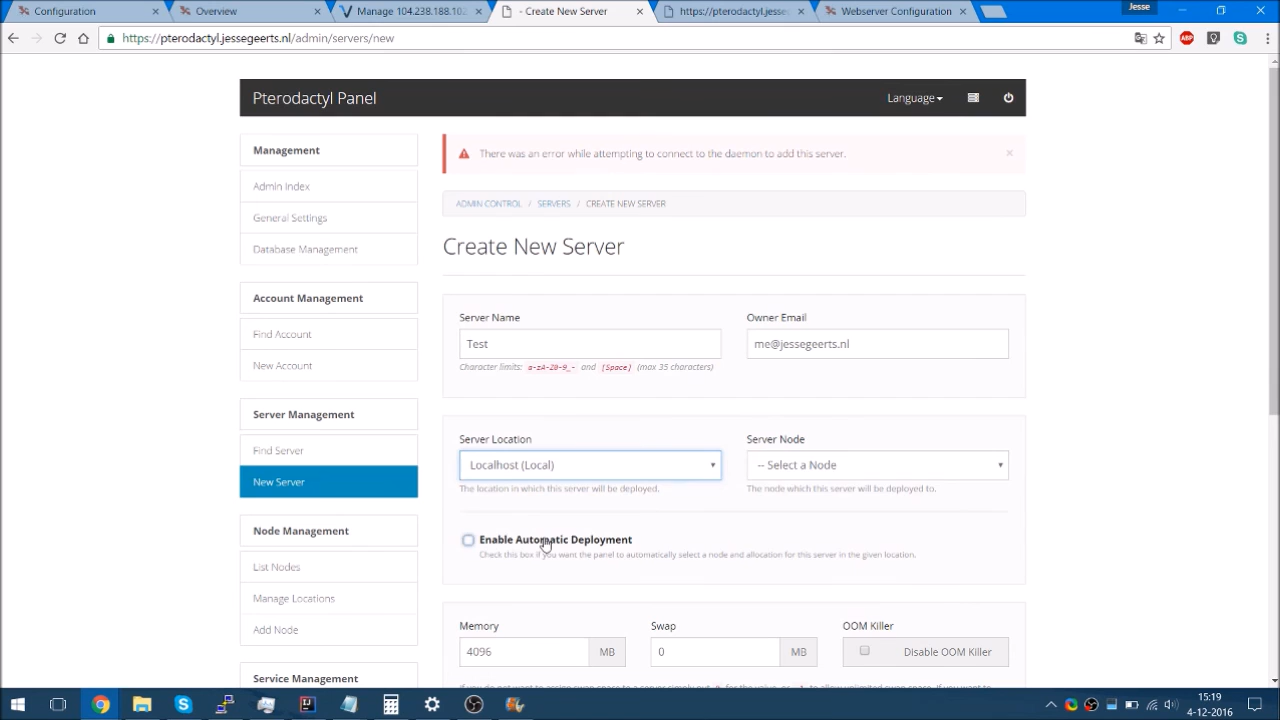 Configuration
Overview
Manage 104.238.188.102
- Create New Server
https://pterodactyl.jesse
Webserver Configuration
Jesse
https://pterodactyl.jessegeerts.nl/admin/servers/new
ABP
Pterodactyl Panel
Language
Management
Admin Index
General Settings
Database Management
Account Management
Find Account
New Account
Server Management
Find Server
New Server
Node Management
List Nodes
Manage Locations
Add Node
Service Management
There was an error while attempting to connect to the daemon to add this server.
ADMIN CONTROL / SERVERS / CREATE NEW SERVER
Create New Server
Server Name
Owner Email
Test
me@jessegeerts.nl
Character limits: a-zA-Z0-9_- and [Space] (max 35 characters)
Server Location
Server Node
Localhost (Local)
-- Select a Node
The location in which this server will be deployed.
The node which this server will be deployed to.
Enable Automatic Deployment
Check this box if you want the panel to automatically select a node and allocation for this server in the given location.
Memory
Swap
OOM Killer
4096
MB
0
MB
Disable OOM Killer
15:19
4-12-2016